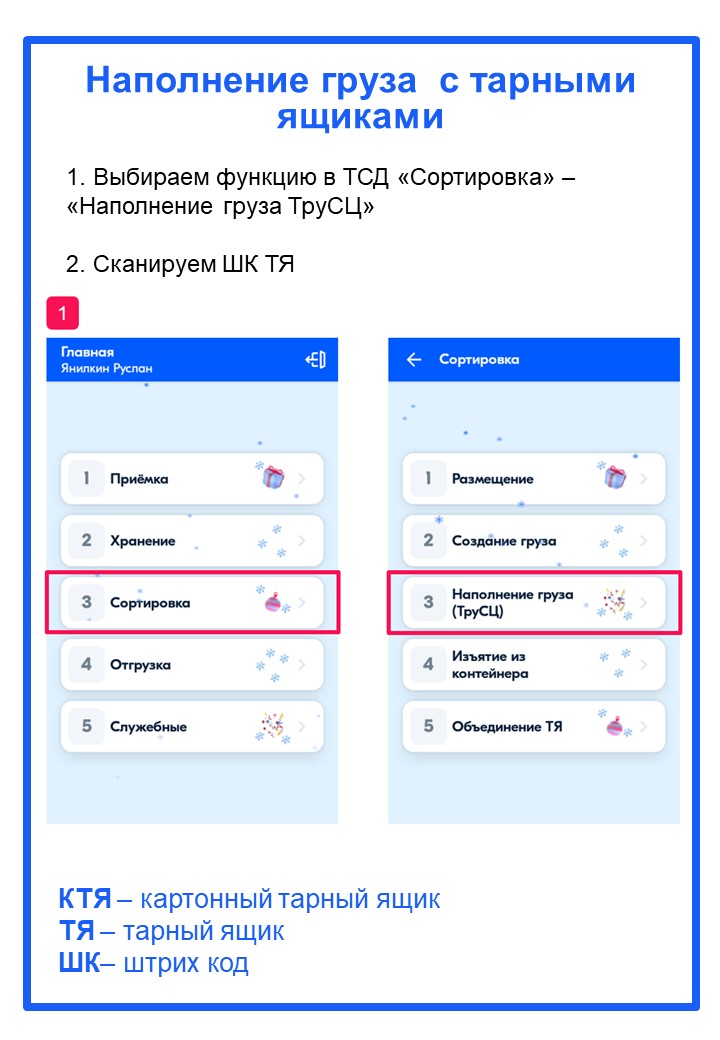 Наполнение груза с тарными
ящиками
1. Выбираем функцию в ТСД «Сортировка» –
«Наполнение груза ТруСЦ»
2. Сканируем ШК ТЯ
1
Главная
Янилкин Руслан
1 Приёмка
2 Хранение
3 Сортировка
4 Отгрузка
5 Служебные
Сортировка
1 Размещение
2 Создание груза
3 Наполнение груза
(ТруСЦ)
4 Изъятие из
контейнера
5 Объединение ТЯ
КТЯ – картонный тарный ящик
ТЯ – тарный ящик
ШК– штрих код